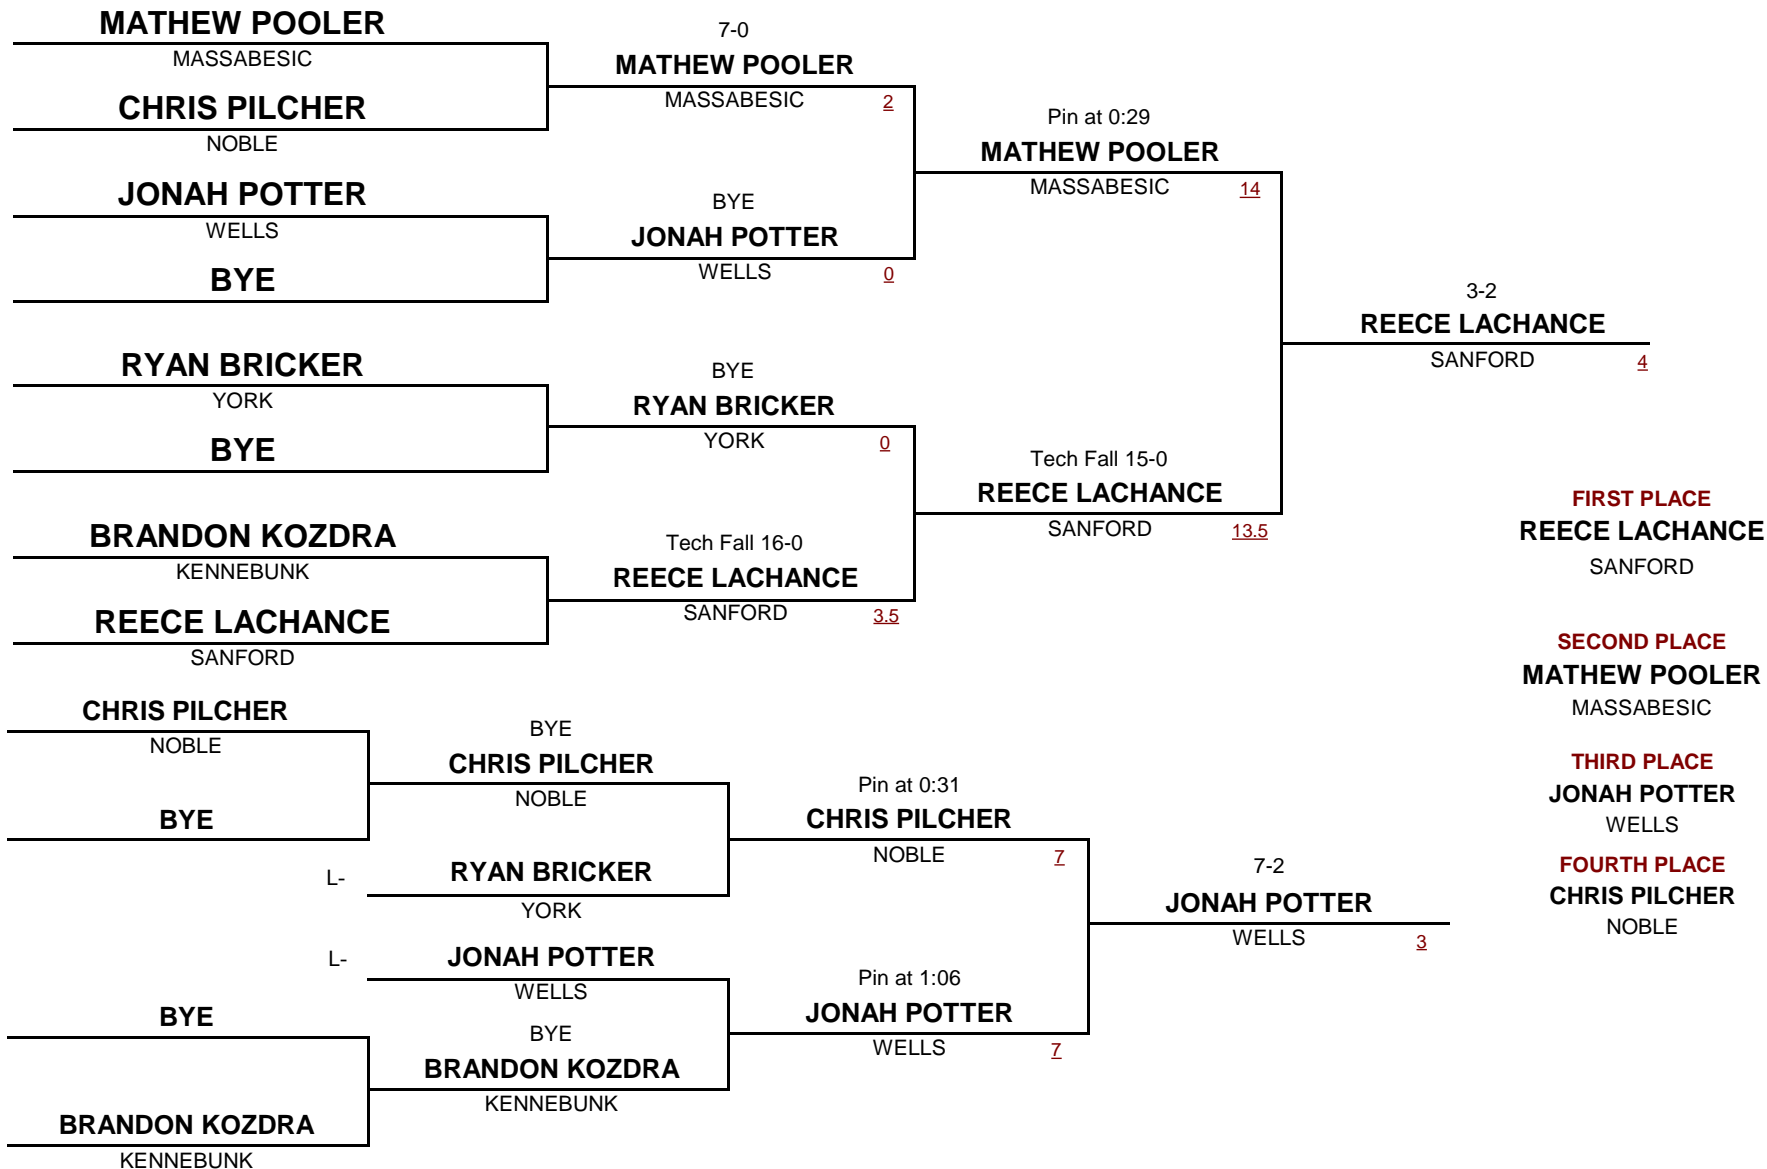 MATHEW POOLER
MASSABESIC
CHRIS PILCHER
NOBLE
JONAH POTTER
WELLS
BYE
RYAN BRICKER
YORK
BYE
BRANDON KOZDRA
KENNEBUNK
REECE LACHANCE
SANFORD
7-0
MATHEW POOLER
MASSABESIC 2
BYE
JONAH POTTER
WELLS 0
BYE
RYAN BRICKER
YORK 0
Tech Fall 16-0
REECE LACHANCE
SANFORD 3.5
Pin at 0:29
MATHEW POOLER
MASSABESIC 14
Tech Fall 15-0
REECE LACHANCE
SANFORD 13.5
3-2
REECE LACHANCE
SANFORD 4
FIRST PLACE
REECE LACHANCE
SANFORD
SECOND PLACE
MATHEW POOLER
MASSABESIC
THIRD PLACE
JONAH POTTER
WELLS
FOURTH PLACE
CHRIS PILCHER
NOBLE
CHRIS PILCHER
NOBLE
BYE
BYE
BRANDON KOZDRA
KENNEBUNK
BYE
CHRIS PILCHER
NOBLE
L- RYAN BRICKER
YORK
L- JONAH POTTER
WELLS
BYE
BRANDON KOZDRA
KENNEBUNK
Pin at 0:31
CHRIS PILCHER
NOBLE 7
Pin at 1:06
JONAH POTTER
WELLS 7
7-2
JONAH POTTER
WELLS 3